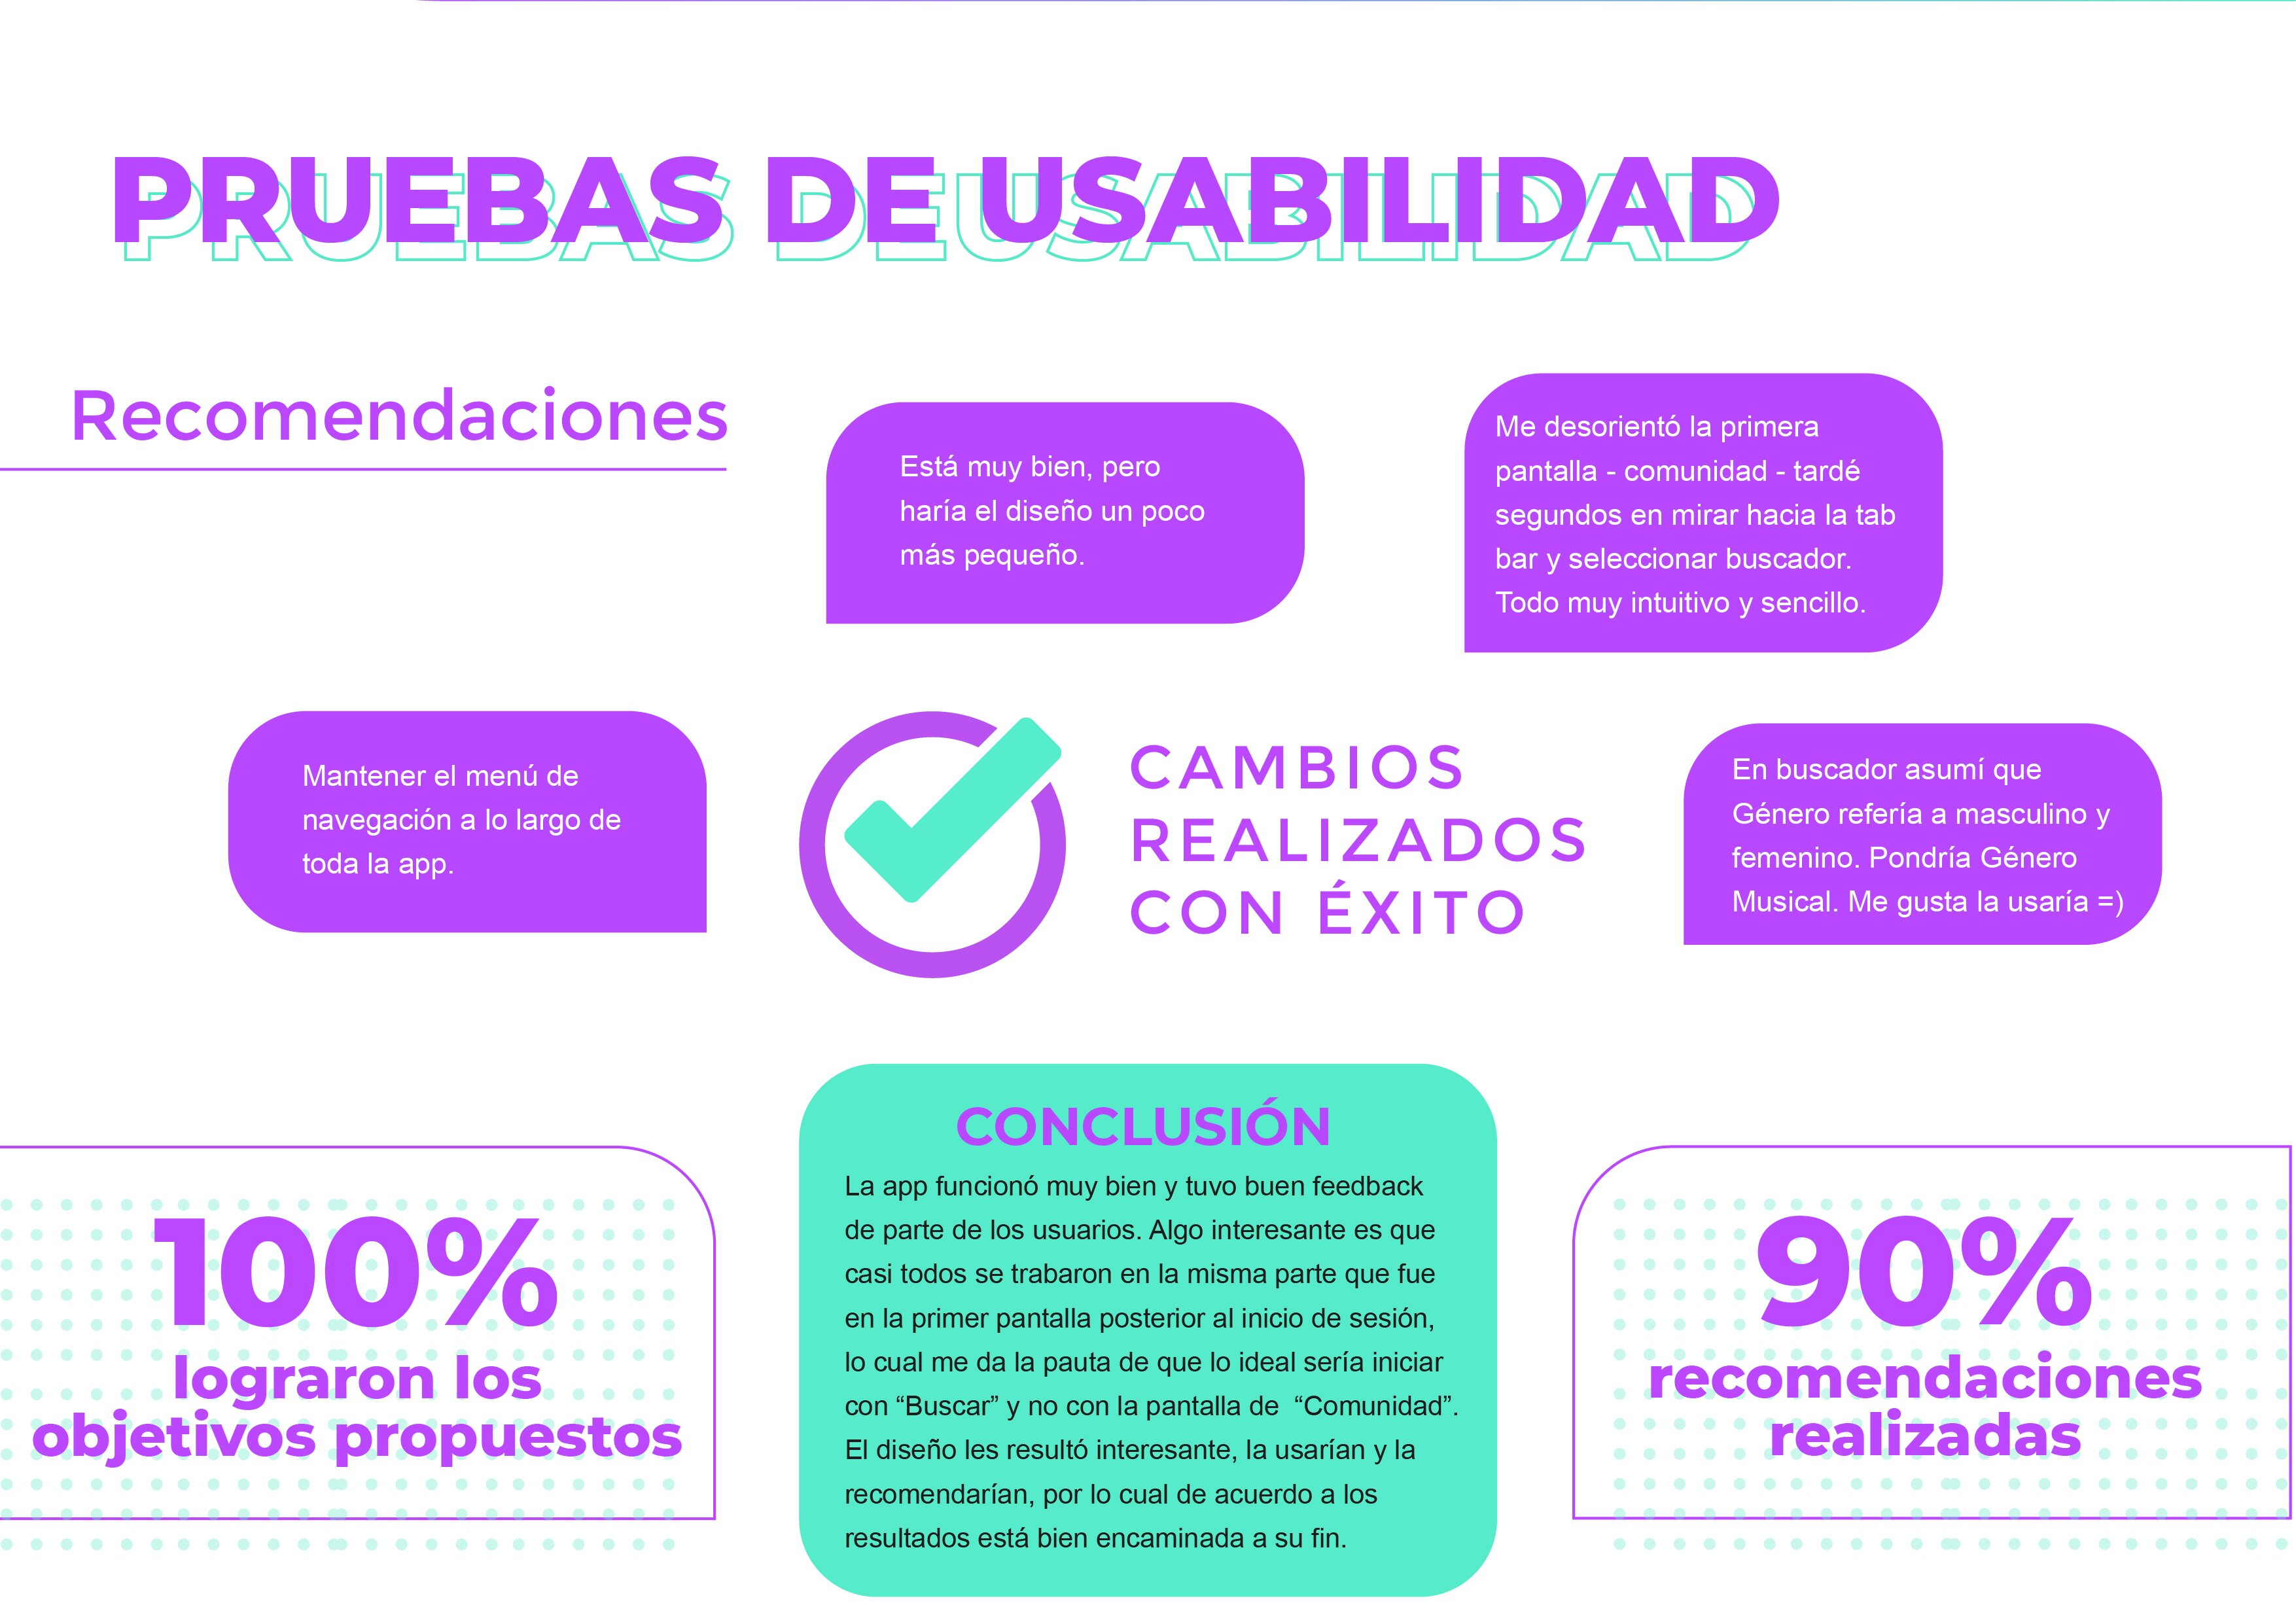 PRUEBAS DE USABILIDAD
PRUEBAS DE USABILIDAD
Recomendaciones
Está muy bien, pero
haría el diseño un poco
más pequeño.
Me desorientó la primera
pantalla - comunidad - tardé
segundos en mirar hacia la tab
bar y seleccionar buscador.
Todo muy intuitivo y sencillo.
Mantener el menú de
navegación a lo largo de
toda la app.
CAMBIOS
REALIZADOS
CON ÉXITO
En buscador asumí que
Género refería a masculino y
femenino. Pondría Género
Musical. Me gusta la usaría =)
100%
lograron los
objetivos propuestos
CONCLUSIÓN
La app funcionó muy bien y tuvo buen feedback
de parte de los usuarios. Algo interesante es que
casi todos se trabaron en la misma parte que fue
en la primer pantalla posterior al inicio de sesión,
lo cual me da la pauta de que lo ideal sería iniciar
con “Buscar” y no con la pantalla de “Comunidad”.
El diseño les resultó interesante, la usarían y la
recomendarían, por lo cual de acuerdo a los
resultados está bien encaminada a su fin.
90%
recomendaciones
realizadas